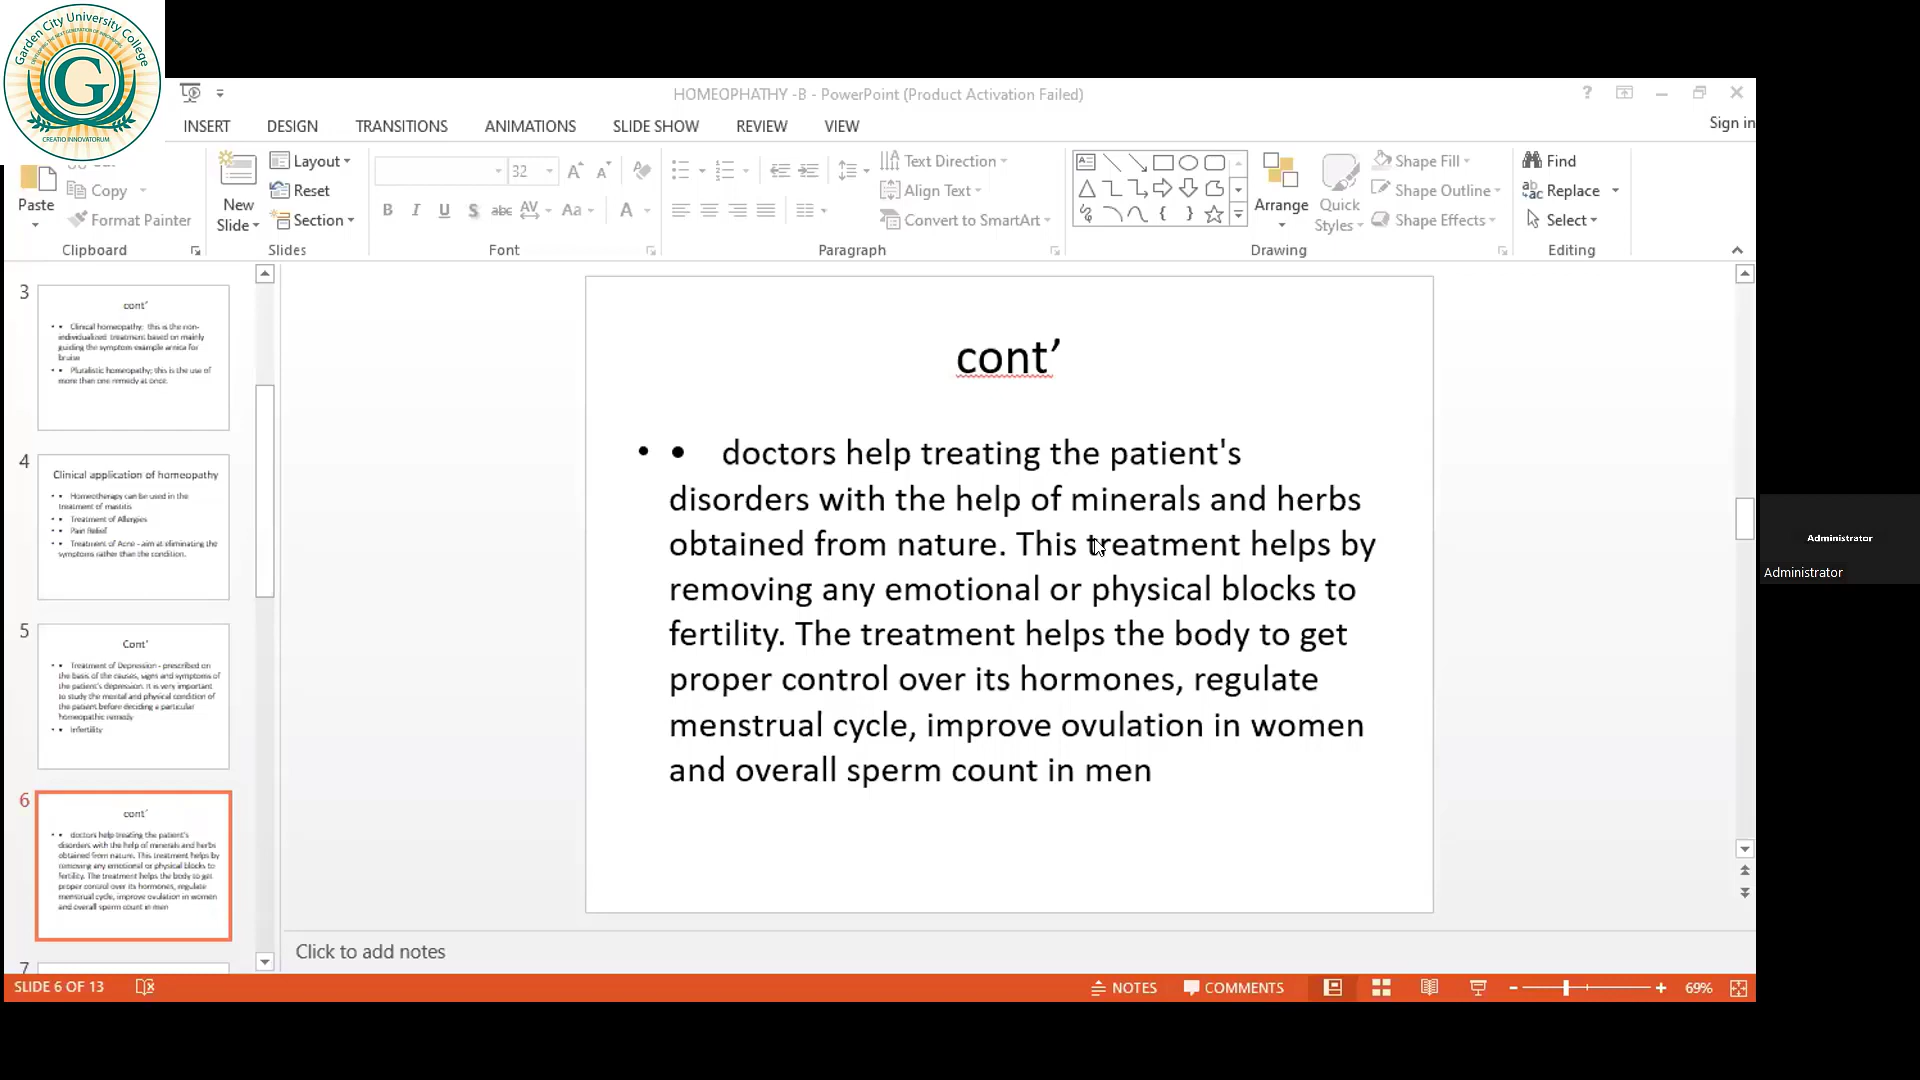 Garden City University College
DEVELOPING THE NEXT GENERATION OF INNOVATORS
G
CREATIO INNOVATORUM
HOMEOPHATHY -B - PowerPoint (Product Activation Failed)
INSERT DESIGN TRANSITIONS ANIMATIONS SLIDE SHOW REVIEW VIEW
Sign in
Paste
Copy
Format Painter
Clipboard
New Slide
Layout
Reset
Section
Slides
32
B I U S abc AV Aa A
Font
Text Direction
Align Text
Convert to SmartArt
Paragraph
Arrange
Quick Styles
Shape Fill
Shape Outline
Shape Effects
Drawing
Find
Replace
Select
Editing
3
cont’
• • Clinical homeopathy: this is the non-
individualized treatment based on mainly
guiding the symptom example arnica for
bruise
• • Pluralistic homeopathy; this is the use of
more than one remedy at once.
4
Clinical application of homeopathy
• • Homeotherapy can be used in the
treatment of mastitis
• • Treatment of Allergies
• • Pain Relief
• • Treatment of Acne - aim at eliminating the
symptoms rather than the condition.
5
Cont’
• • Treatment of Depression - prescribed on
the basis of the causes, signs and symptoms of
the patient's depression. It is very important
to study the mental and physical condition of
the patient before deciding a particular
homeopathic remedy
• • Infertility
6
cont’
• • doctors help treating the patient's
disorders with the help of minerals and herbs
obtained from nature. This treatment helps by
removing any emotional or physical blocks to
fertility. The treatment helps the body to get
proper control over its hormones, regulate
menstrual cycle, improve ovulation in women
and overall sperm count in men
7
cont’
• • doctors help treating the patient's
disorders with the help of minerals and herbs
obtained from nature. This treatment helps by
removing any emotional or physical blocks to
fertility. The treatment helps the body to get
proper control over its hormones, regulate
menstrual cycle, improve ovulation in women
and overall sperm count in men
Administrator
Administrator
Click to add notes
SLIDE 6 OF 13
NOTES
COMMENTS
69%